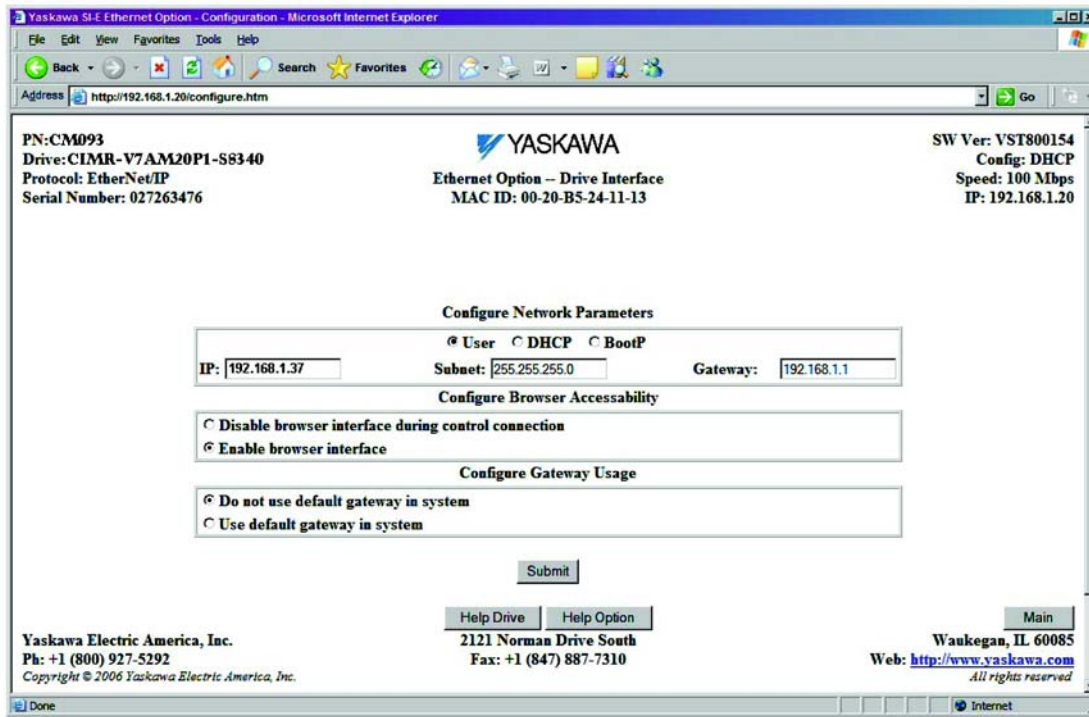 Yaskawa SI-E Ethernet Option - Configuration - Microsoft Internet Explorer
File Edit View Favorites Tools Help
Back Search Favorites
Address http://192.168.1.20/configure.htm Go
PN:CM093
Drive:CIMR-V7AM20P1-S8340
Protocol: EtherNet/IP
Serial Number: 027263476
YASKAWA
Ethernet Option -- Drive Interface
MAC ID: 00-20-B5-24-11-13
SW Ver: VST800154
Config: DHCP
Speed: 100 Mbps
IP: 192.168.1.20
Configure Network Parameters
User DHCP BootP
IP: 192.168.1.37 Subnet: 255.255.255.0 Gateway: 192.168.1.1
Configure Browser Accessability
Disable browser interface during control connection
Enable browser interface
Configure Gateway Usage
Do not use default gateway in system
Use default gateway in system
Submit
Help Drive Help Option Main
Yaskawa Electric America, Inc. 2121 Norman Drive South Waukegan, IL 60085
Ph: +1 (800) 927-5292 Fax: +1 (847) 887-7310 Web: http://www.yaskawa.com
Copyright © 2006 Yaskawa Electric America, Inc. All rights reserved
Done Internet